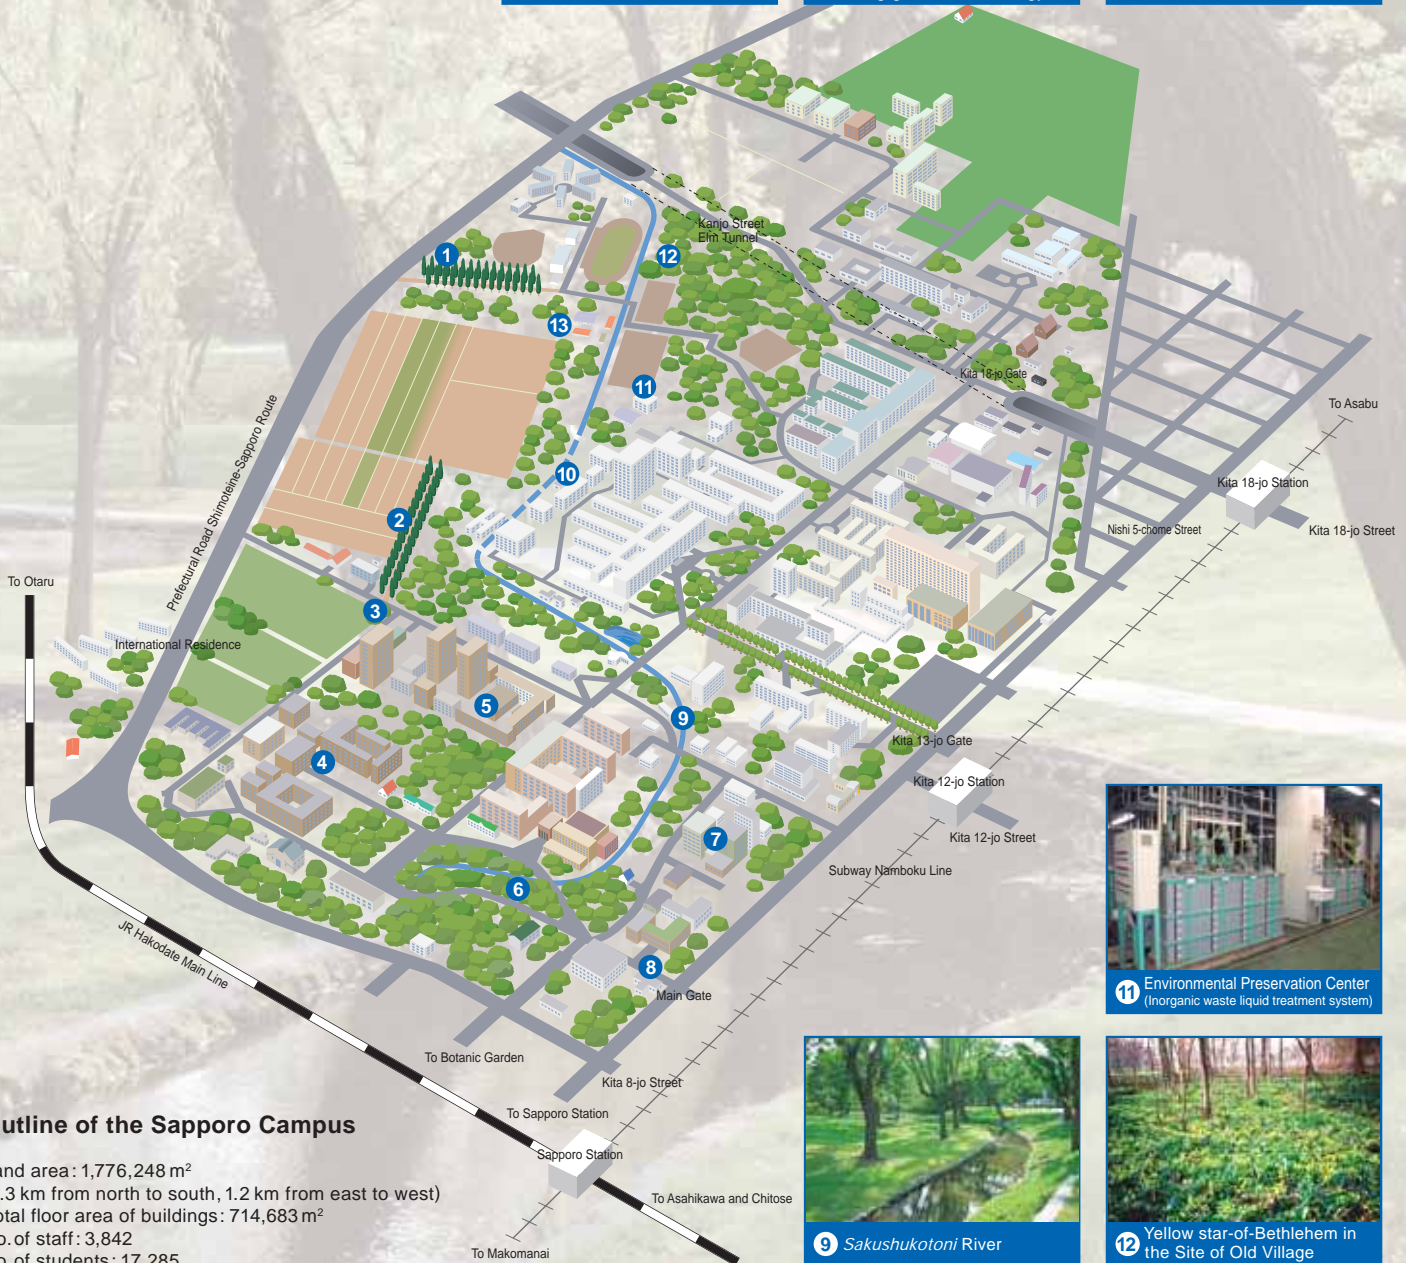 Kanjo Street
Elm Tunnel
1
12
13
11
10
2
3
5
4
9
7
6
8
Kita 18-jo Gate
To Asabu
Kita 18-jo Station
Nishi 5-chome Street
Kita 18-jo Street
Prefectural Road Shimoteine-Sapporo Route
To Otaru
International Residence
Kita 13-jo Gate
Kita 12-jo Station
Kita 12-jo Street
Subway Namboku Line
JR Hakodate Main Line
Main Gate
To Botanic Garden
Kita 8-jo Street
To Sapporo Station
Sapporo Station
To Asahikawa and Chitose
To Makomanai
11 Environmental Preservation Center
(Inorganic waste liquid treatment system)
9 Sakushukotoni River
12 Yellow star-of-Bethlehem in
the Site of Old Village
utline of the Sapporo Campus
and area: 1,776,248 m²
.3 km from north to south, 1.2 km from east to west)
otal floor area of buildings: 714,683 m²
o. of staff: 3,842
o. of students: 17,285